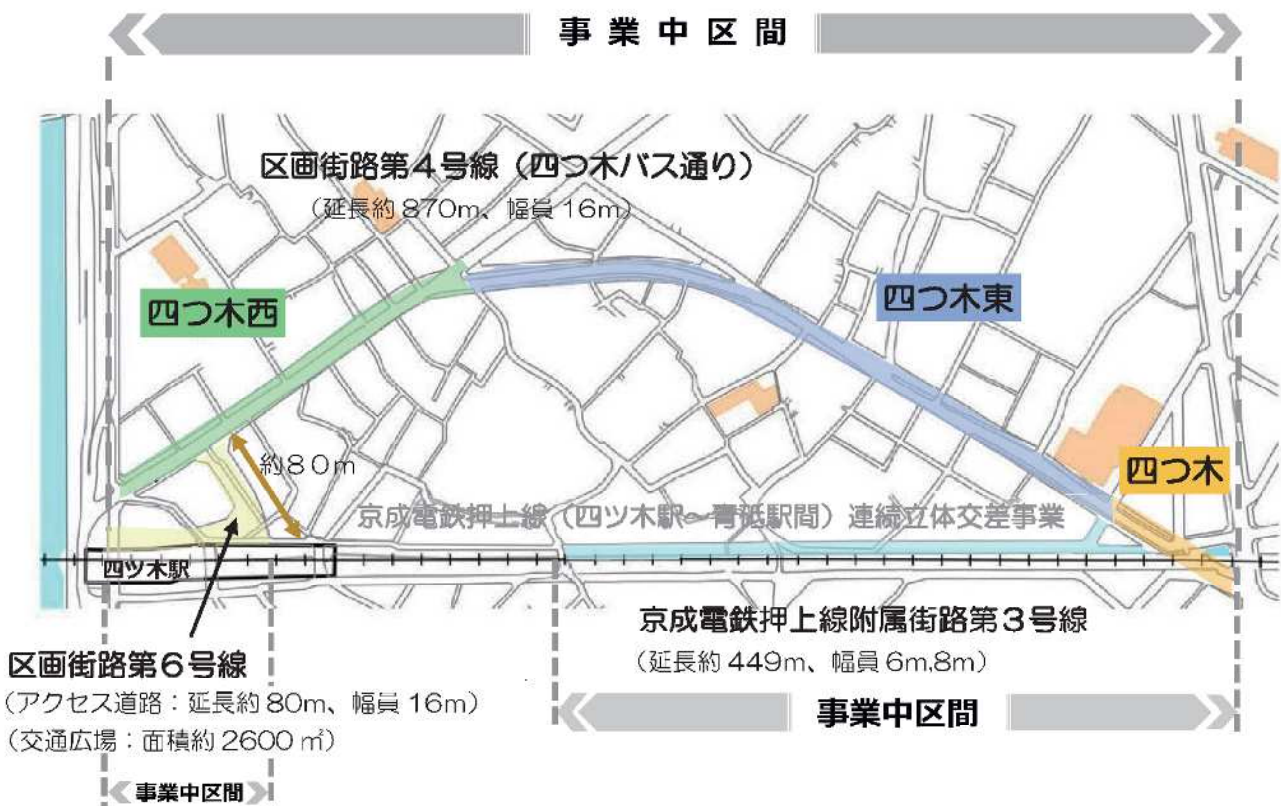 事業中区間
区画街路第４号線（四つ木バス通り）
（延長約 870m、幅員 16m）
四つ木西
四つ木東
約８０ｍ
四つ木
京成電鉄押上線（四ツ木駅～青砥駅間）連続立体交差事業
四ツ木駅
京成電鉄押上線附属街路第３号線
（延長約 449m、幅員 6m,8m）
区画街路第６号線
（アクセス道路：延長約 80m、幅員 16m）
（交通広場：面積約 2600 ㎡）
事業中区間
事業中区間